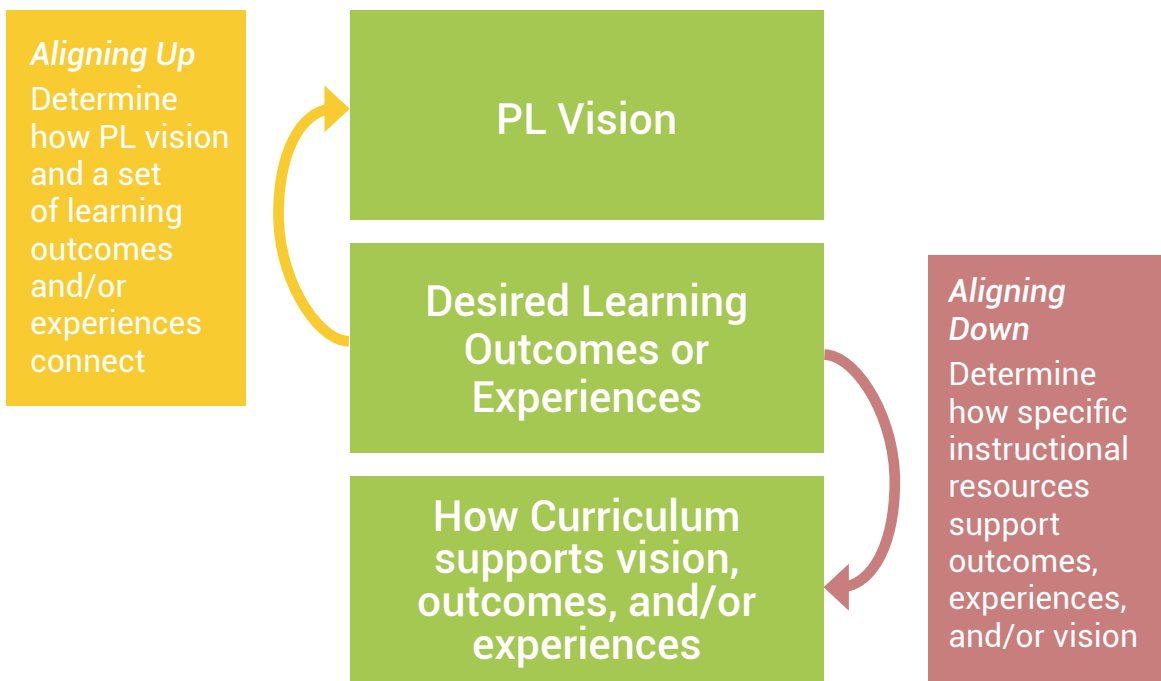 Aligning Up
Determine
how PL vision
and a set
of learning
outcomes
and/or
experiences
connect
PL Vision
Desired Learning
Outcomes or
Experiences
How Curriculum
supports vision,
outcomes, and/or
experiences
Aligning
Down
Determine
how specific
instructional
resources
support
outcomes,
experiences,
and/or vision